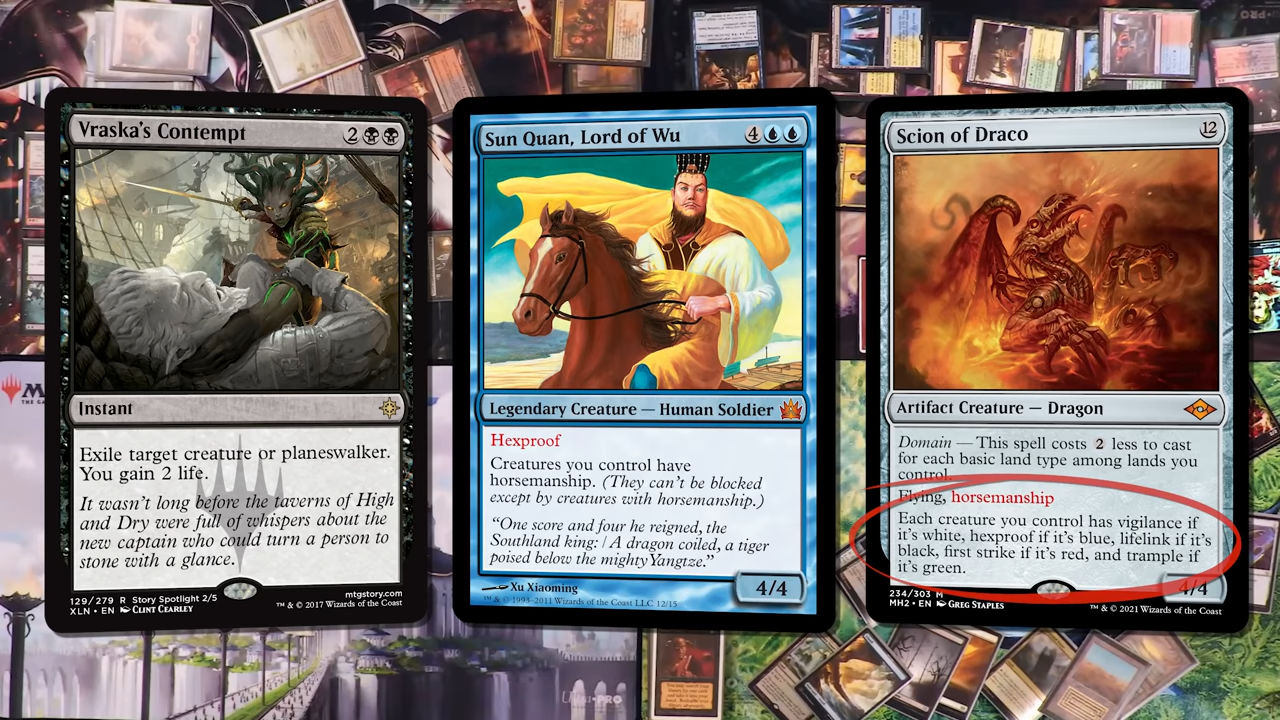 Vraska's Contempt 2
Instant
Exile target creature or planeswalker.
You gain 2 life.
It wasn't long before the taverns of High
and Dry were full of whispers about the
new captain who could turn a person to
stone with a glance.
129/279 R Story Spotlight 2/5
XLN • EN CLINT CEARLEY
mtgstory.com
™ & © 2017 Wizards of the Coast
Sun Quan, Lord of Wu 4
Legendary Creature — Human Soldier
Hexproof
Creatures you control have
horsemanship. (They can't be blocked
except by creatures with horsemanship.)
"One score and four he reigned, the
Southland king: / A dragon coiled, a tiger
poised below the mighty Yangtze."
Xu Xiaoming
™ & © 1993–2011 Wizards of the Coast LLC 12/15
4/4
Scion of Draco 12
Artifact Creature — Dragon
Domain — This spell costs 2 less to cast
for each basic land type among lands you
control.
Flying, horsemanship
Each creature you control has vigilance if
it's white, hexproof if it's blue, lifelink if it's
black, first strike if it's red, and trample if
it's green.
4/4
234/303 M
MH2 • EN GREG STAPLES
™ & © 2021 Wizards of the Coast